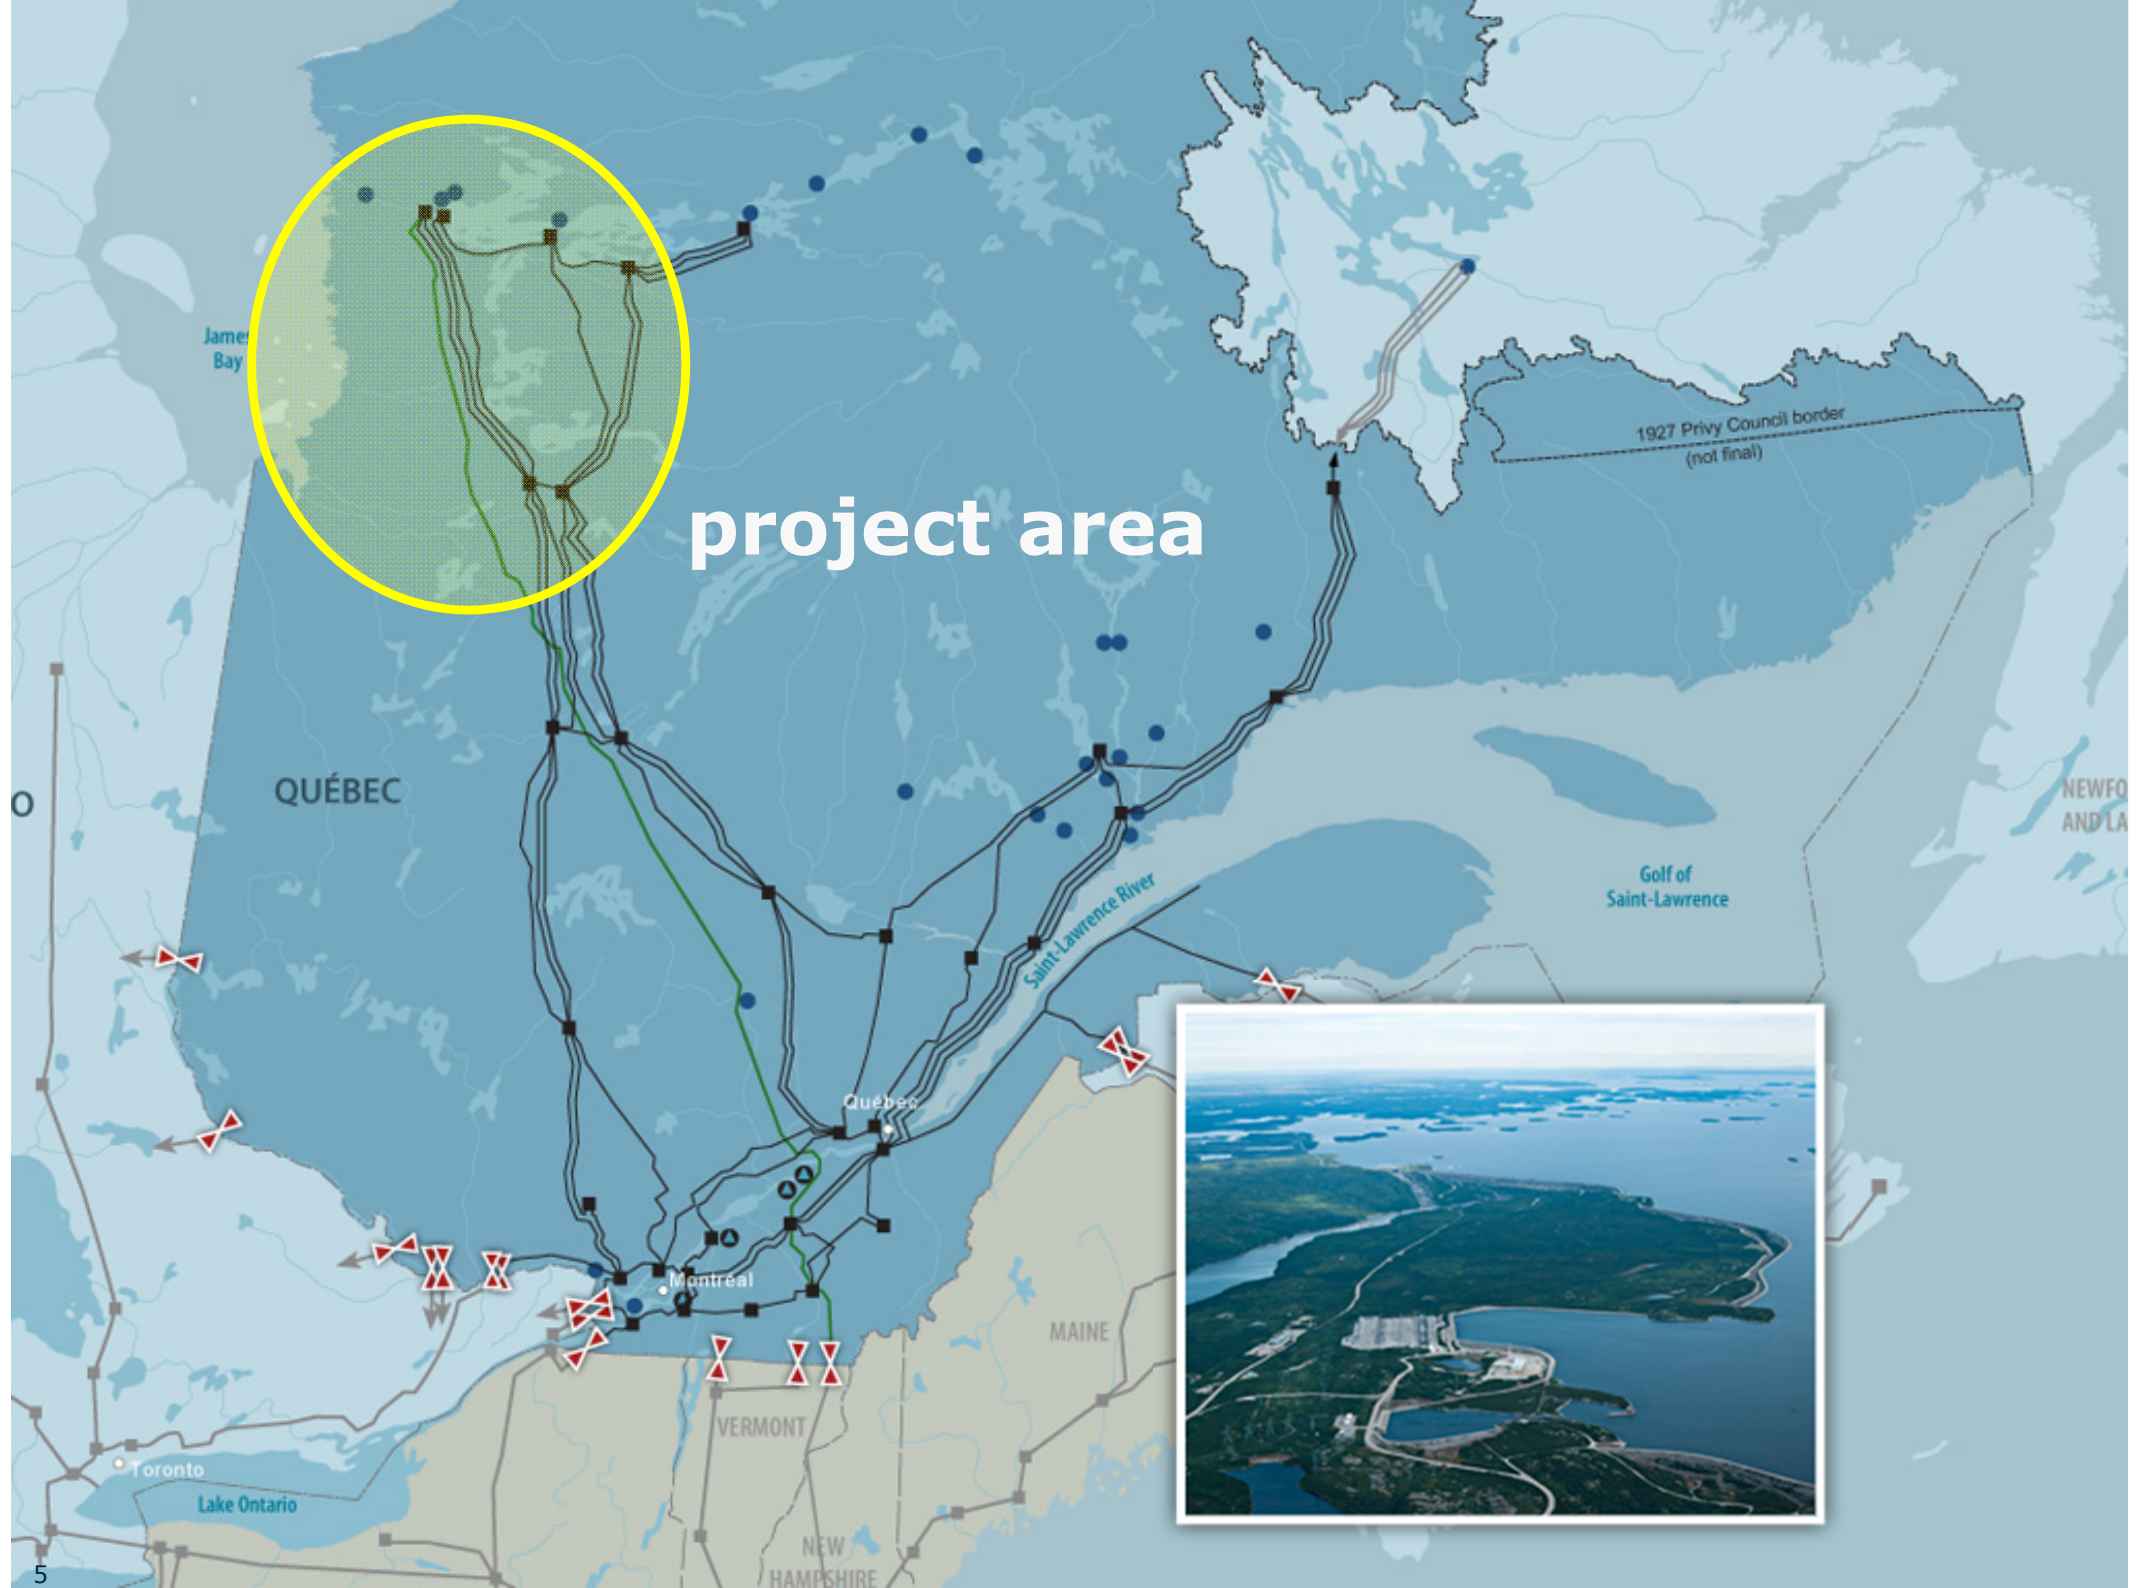 James
Bay
project area
1927 Privy Council border
(not final)
QUÉBEC
O
NEWFO
AND LA
Golf of
Saint-Lawrence
Saint-Lawrence River
Québec
Montréal
MAINE
VERMONT
Toronto
Lake Ontario
NEW
HAMPSHIRE
5